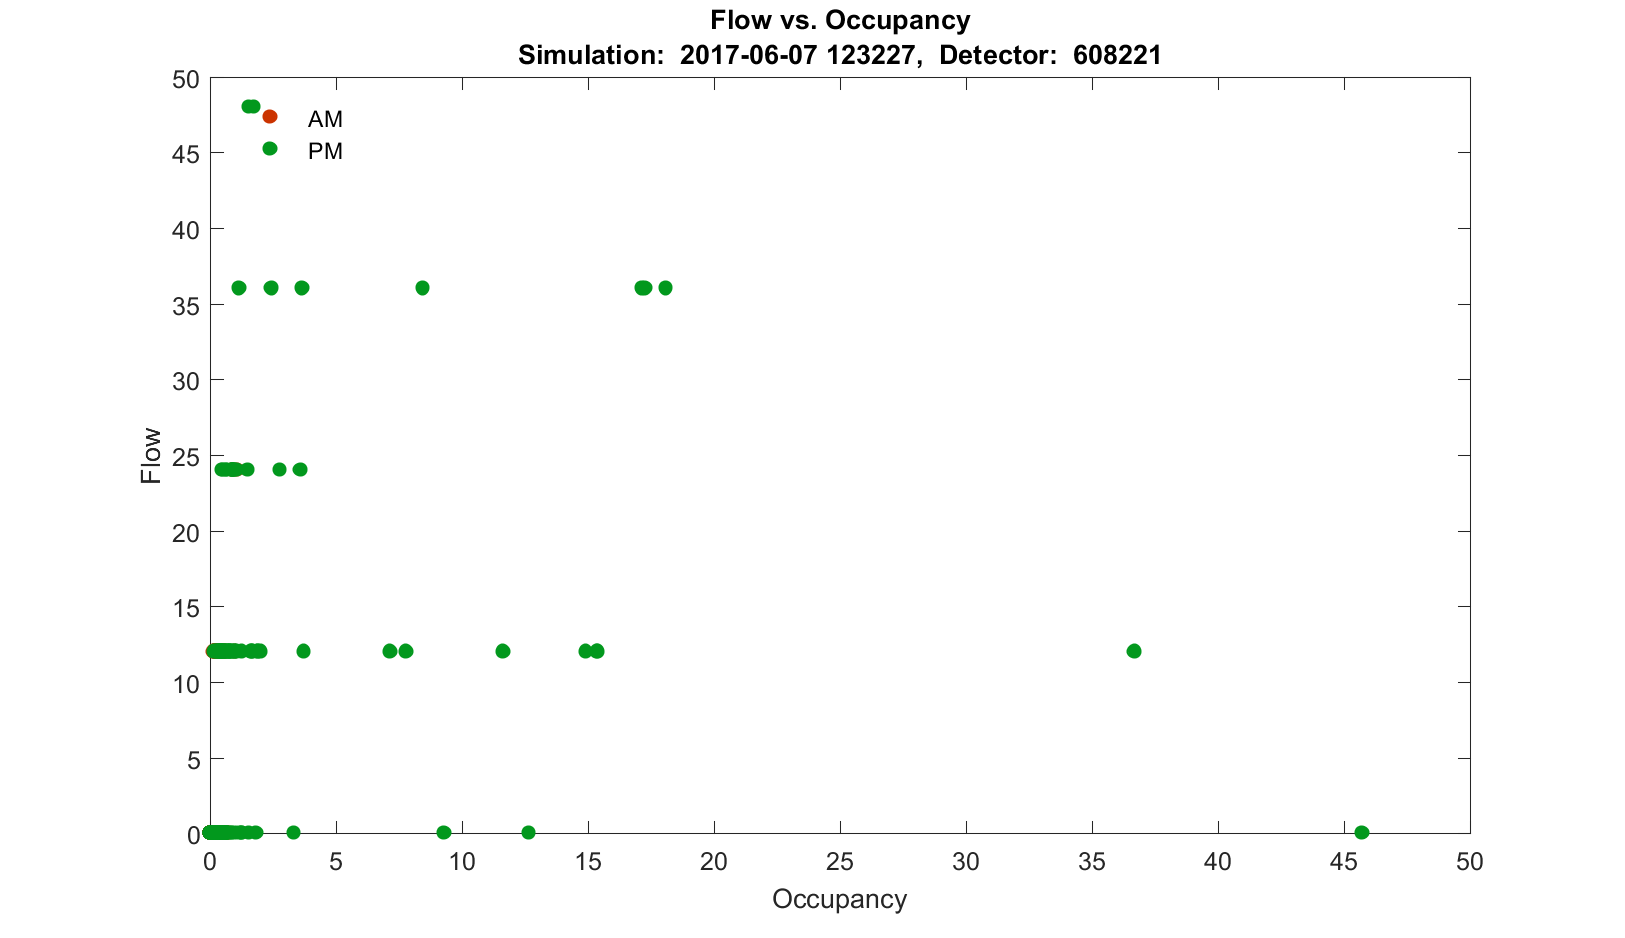 Flow vs. Occupancy
Simulation:  2017-06-07 123227,  Detector:  608221
50
AM
PM
45
40
35
30
25
20
15
10
5
0
Flow
0 5 10 15 20 25 30 35 40 45 50
Occupancy